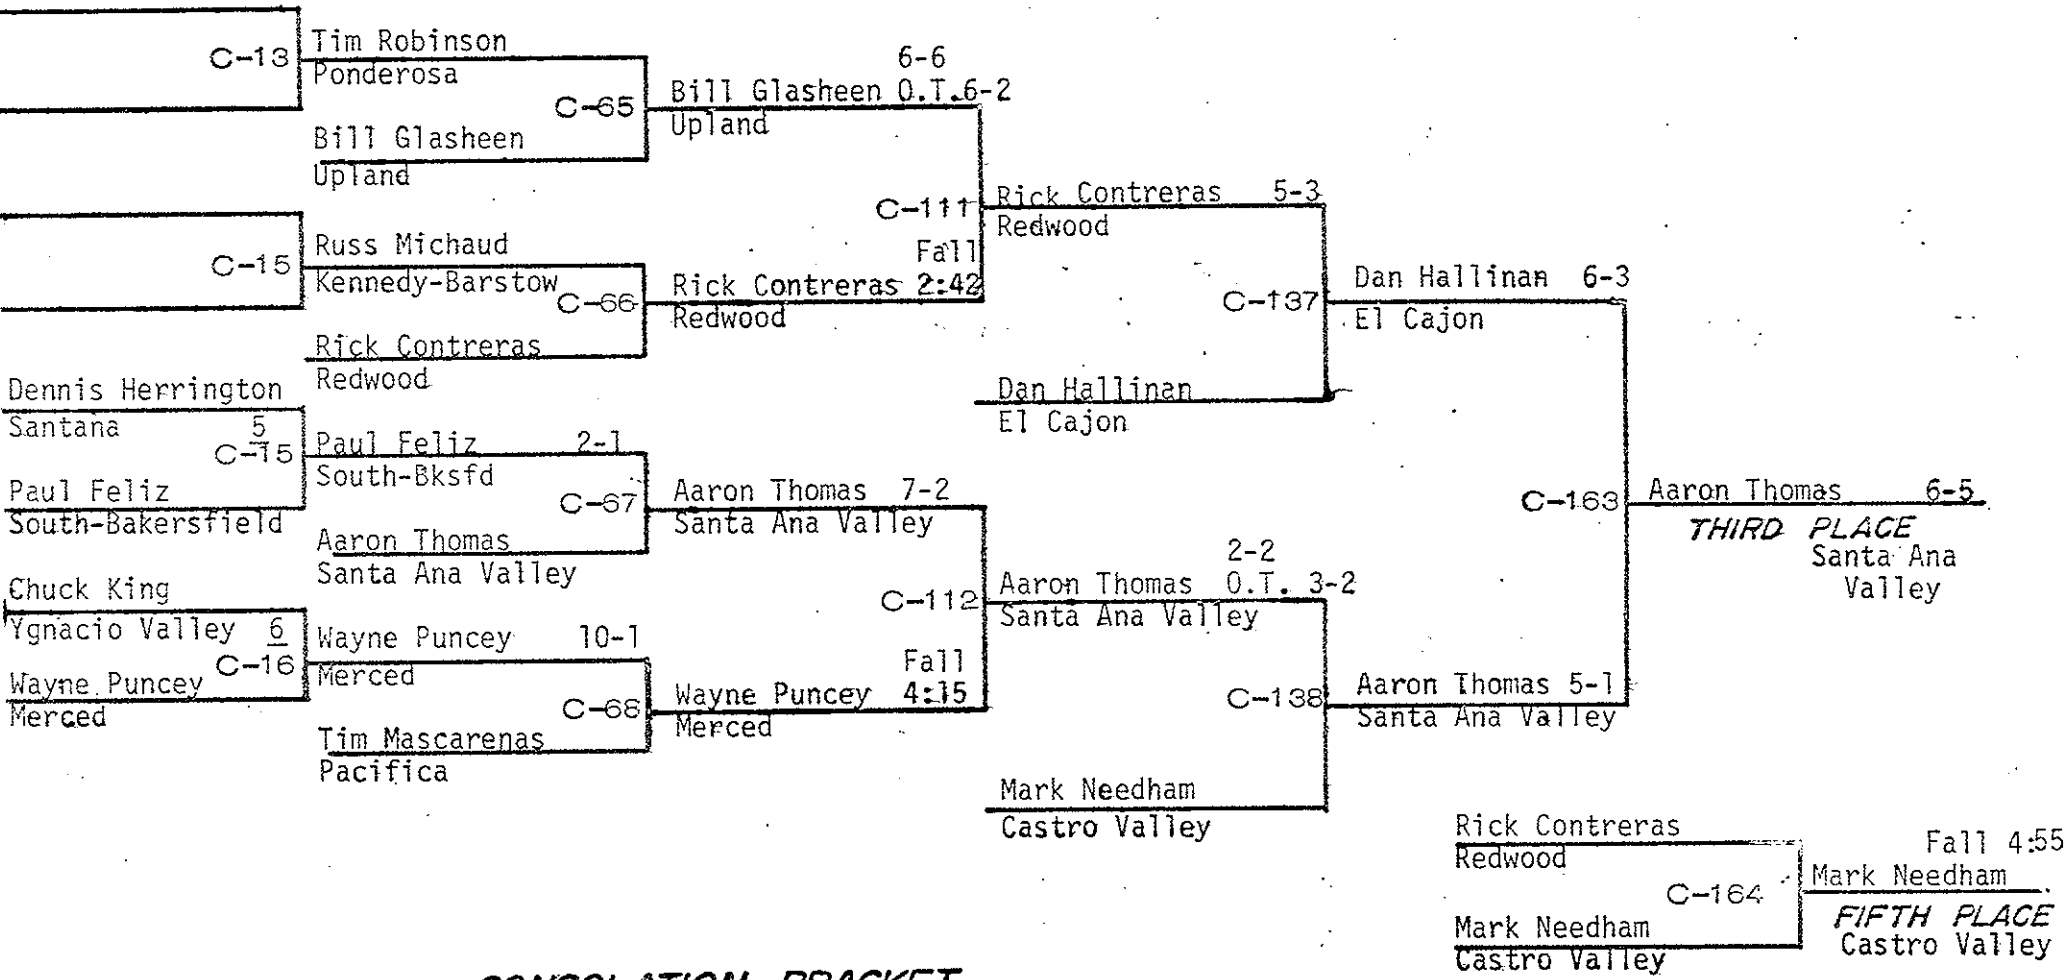 C-13
Tim Robinson
Ponderosa
C-65
Bill Glasheen
Upland
6-6
Bill Glasheen O.T.6-2
Upland
C-15
Russ Michaud
Kennedy-Barstow
C-66
Rick Contreras
Redwood
Fall
Rick Contreras 2:42
Redwood
C-111
Rick Contreras 5-3
Redwood
C-137
Dan Hallinan
El Cajon
Dan Hallinan 6-3
El Cajon
Dennis Herrington
Santana 5
C-15
Paul Feliz
South-Bakersfield
Paul Feliz 2-1
South-Bksfd
C-67
Aaron Thomas
Santa Ana Valley
Aaron Thomas 7-2
Santa Ana Valley
Chuck King
Ygnacio Valley 6
C-16
Wayne Puncey
Merced
Wayne Puncey 10-1
Merced
C-68
Tim Mascarenas
Pacifica
Fall
Wayne Puncey 4:15
Merced
C-112
2-2
Aaron Thomas O.T. 3-2
Santa Ana Valley
C-138
Mark Needham
Castro Valley
Aaron Thomas 5-1
Santa Ana Valley
C-163
Aaron Thomas 6-5
THIRD PLACE
Santa Ana
Valley
Rick Contreras
Redwood
C-164
Mark Needham
Castro Valley
Fall 4:55
Mark Needham
FIFTH PLACE
Castro Valley
CONSOLATION BRACKET